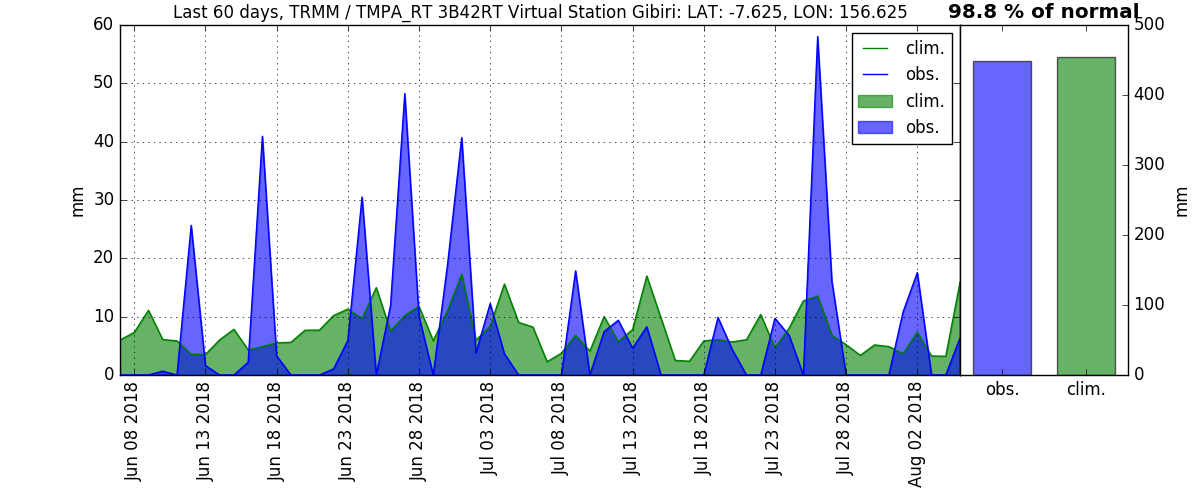 Last 60 days, TRMM / TMPA_RT 3B42RT Virtual Station Gibiri: LAT: -7.625, LON: 156.625
98.8 % of normal
60
50
40
30
20
10
0
mm
clim.
obs.
clim.
obs.
500
400
300
200
100
0
mm
obs.
clim.
Jun 08 2018
Jun 13 2018
Jun 18 2018
Jun 23 2018
Jun 28 2018
Jul 03 2018
Jul 08 2018
Jul 13 2018
Jul 18 2018
Jul 23 2018
Jul 28 2018
Aug 02 2018